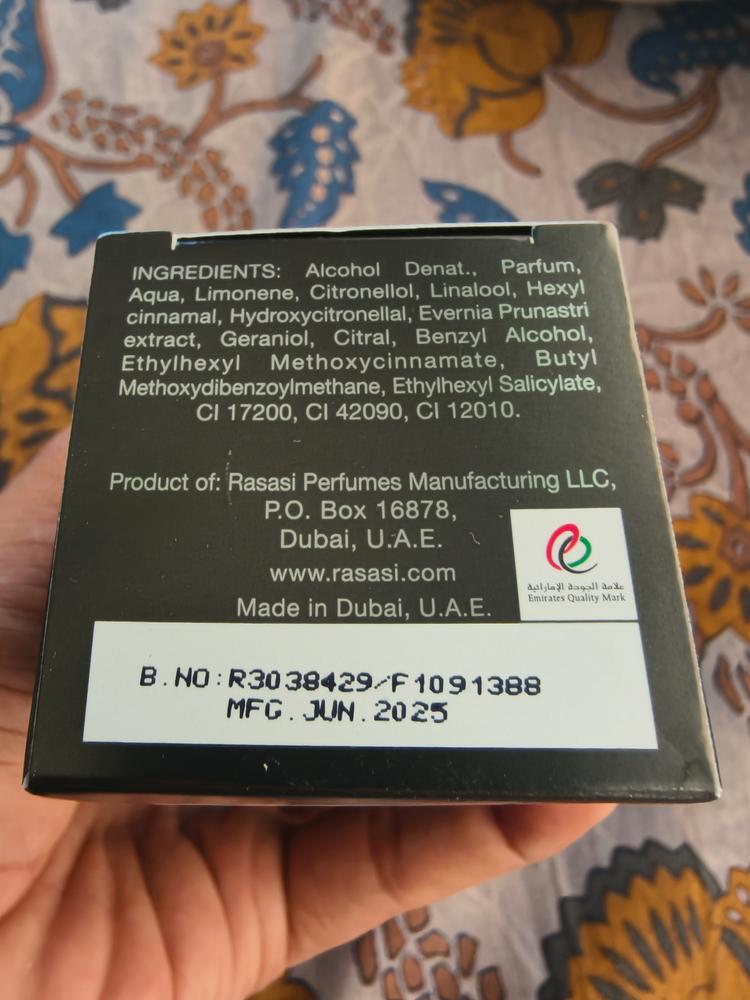 INGREDIENTS: Alcohol Denat., Parfum,
Aqua, Limonene, Citronellol, Linalool, Hexyl
cinnamal, Hydroxycitronellal, Evernia Prunastri
extract, Geraniol, Citral, Benzyl Alcohol,
Ethylhexyl Methoxycinnamate, Butyl
Methoxydibenzoylmethane, Ethylhexyl Salicylate,
CI 17200, CI 42090, CI 12010.
Product of: Rasasi Perfumes Manufacturing LLC,
P.O. Box 16878,
Dubai, U.A.E.
www.rasasi.com
Made in Dubai, U.A.E.
علامة الجودة الإماراتية
Emirates Quality Mark
B.NO:R3038429/F1091388
MFG.JUN.2025